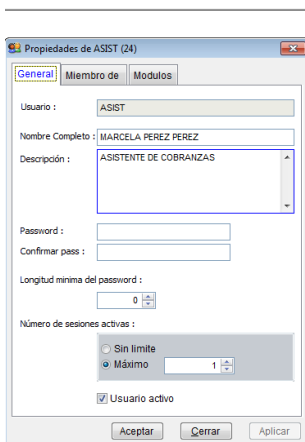 Propiedades de ASIST (24)
General Miembro de Modulos
Usuario : ASIST
Nombre Completo : MARCELA PEREZ PEREZ
Descripción : ASISTENTE DE COBRANZAS
Password :
Confirmar pass :
Longitud minima del password :
0
Número de sesiones activas :
Sin limite
Máximo 1
Usuario activo
Aceptar Cerrar Aplicar